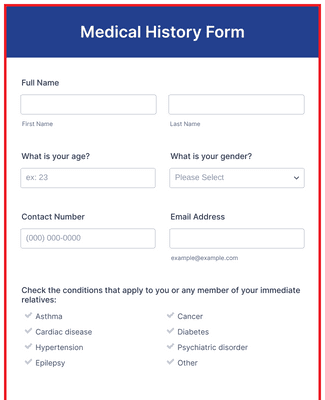 Medical History Form
Full Name
First Name Last Name
What is your age? What is your gender?
ex: 23 Please Select
Contact Number Email Address
(000) 000-0000
example@example.com
Check the conditions that apply to you or any member of your immediate
relatives:
Asthma Cancer
Cardiac disease Diabetes
Hypertension Psychiatric disorder
Epilepsy Other